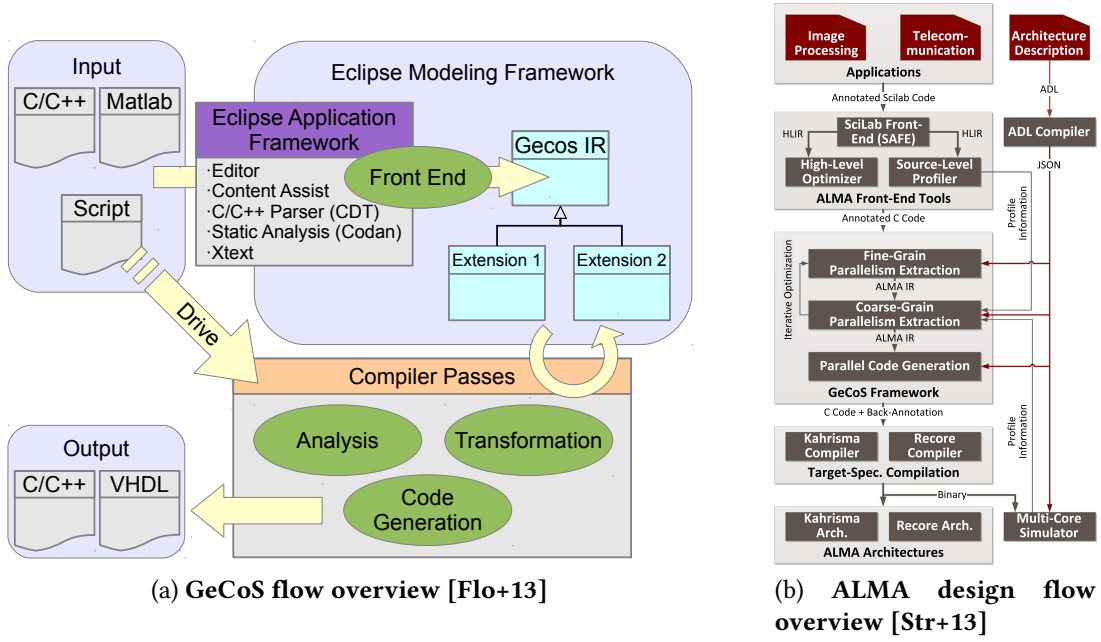 Input
C/C++
Matlab
Script
Drive
Eclipse Modeling Framework
Eclipse Application
Framework
·Editor
·Content Assist
·C/C++ Parser (CDT)
·Static Analysis (Codan)
·Xtext
Front End
Gecos IR
Extension 1
Extension 2
Compiler Passes
Analysis
Transformation
Code
Generation
Output
C/C++
VHDL
(a) GeCoS flow overview [Flo+13]
Image
Processing
Telecom-
munication
Applications
Architecture
Description
Annotated Scilab Code
ADL
SciLab Front-
End (SAFE)
HLIR
HLIR
High-Level
Optimizer
Source-Level
Profiler
ALMA Front-End Tools
ADL Compiler
JSON
Annotated C Code
Profile
Information
Fine-Grain
Parallelism Extraction
ALMA IR
Iterative Optimization
Coarse-Grain
Parallelism Extraction
ALMA IR
Parallel Code Generation
GeCoS Framework
C Code + Back-Annotation
Profile
Information
Kahrisma
Compiler
Recore
Compiler
Target-Spec. Compilation
Binary
Kahrisma
Arch.
Recore Arch.
ALMA Architectures
Multi-Core
Simulator
(b) ALMA design flow
overview [Str+13]